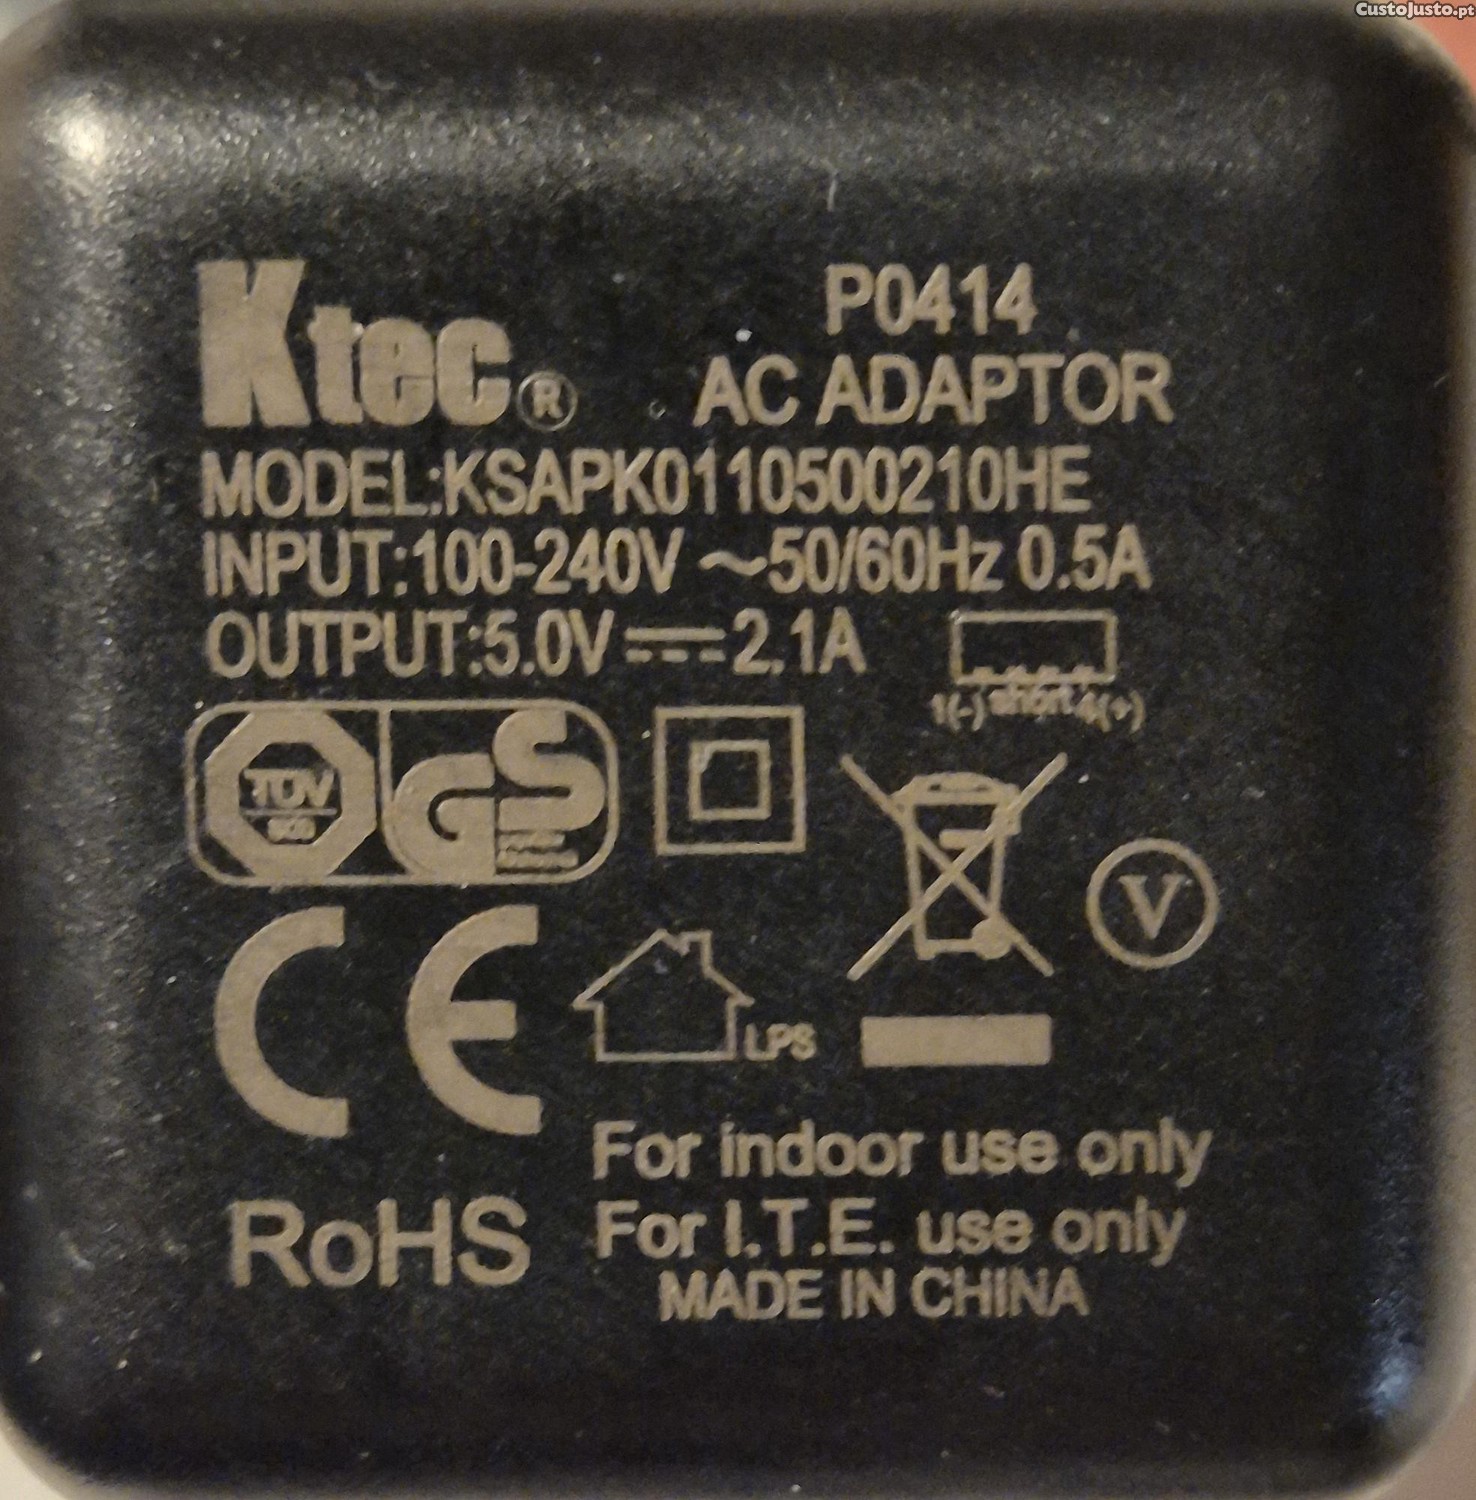 CustoJusto.pt
Ktec®
P0414
AC ADAPTOR
MODEL:KSAPK0110500210HE
INPUT:100-240V ~50/60Hz 0.5A
OUTPUT:5.0V ⎓ 2.1A
1(-) short 4(+)
TÜV
GS
V
CE
LPS
For indoor use only
RoHS
For I.T.E. use only
MADE IN CHINA